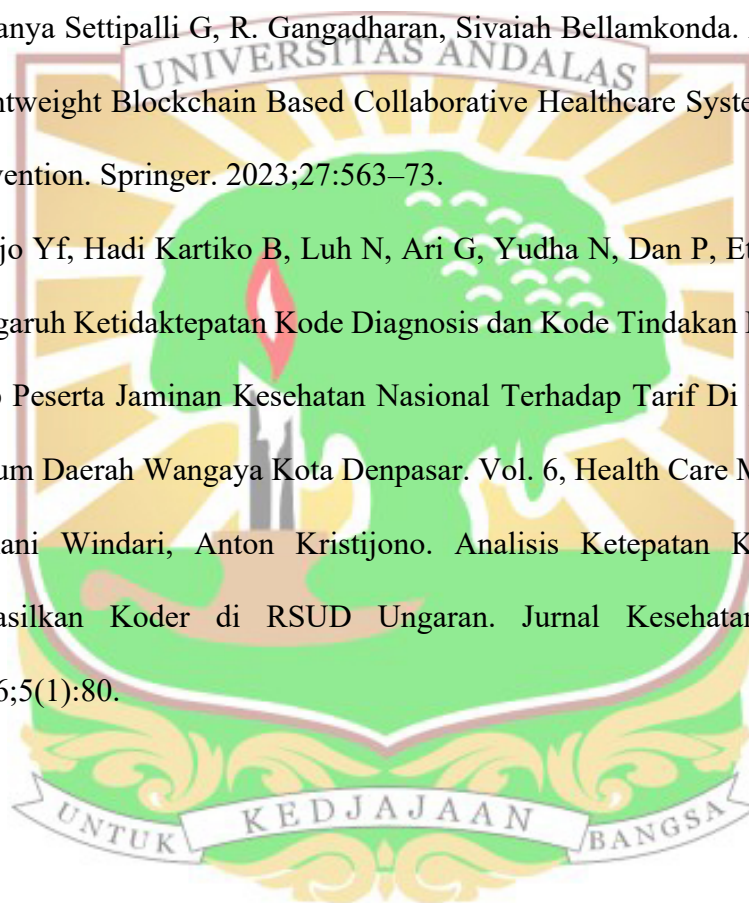 anya Settipalli G, R. Gangadharan, Sivaiah Bellamkonda.
UNIVERSITAS ANDALAS
ntweight Blockchain Based Collaborative Healthcare Syste
vention. Springer. 2023;27:563–73.
jo Yf, Hadi Kartiko B, Luh N, Ari G, Yudha N, Dan P, Et
garuh Ketidaktepatan Kode Diagnosis dan Kode Tindakan
p Peserta Jaminan Kesehatan Nasional Terhadap Tarif Di
um Daerah Wangaya Kota Denpasar. Vol. 6, Health Care M
ani Windari, Anton Kristijono. Analisis Ketepatan K
asilkan Koder di RSUD Ungaran. Jurnal Kesehatan
6;5(1):80.
UNTUK KEDJAJAAN BANGSA